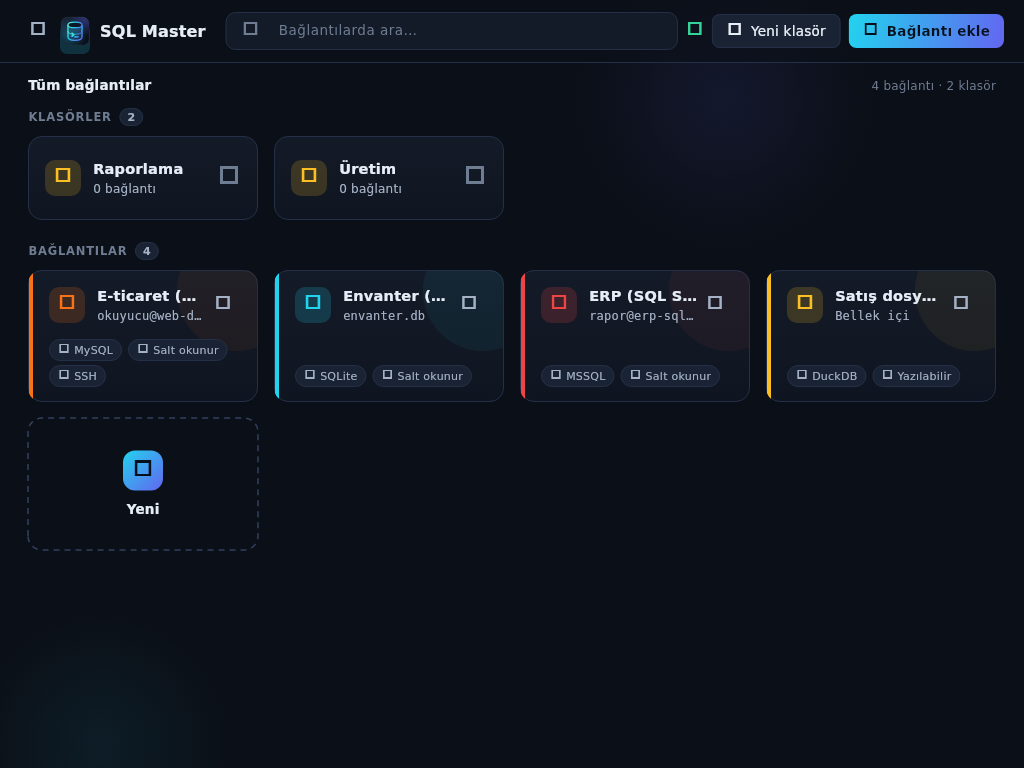 SQL Master
Bağlantılarda ara...
Yeni klasör
Bağlantı ekle
Tüm bağlantılar
4 bağlantı · 2 klasör
KLASÖRLER 2
Raporlama
0 bağlantı
Üretim
0 bağlantı
BAĞLANTILAR 4
E-ticaret (…
okuyucu@web-d…
MySQL
Salt okunur
SSH
Envanter (…
envanter.db
SQLite
Salt okunur
ERP (SQL S…
rapor@erp-sql…
MSSQL
Salt okunur
Satış dosy…
Bellek içi
DuckDB
Yazılabilir
Yeni